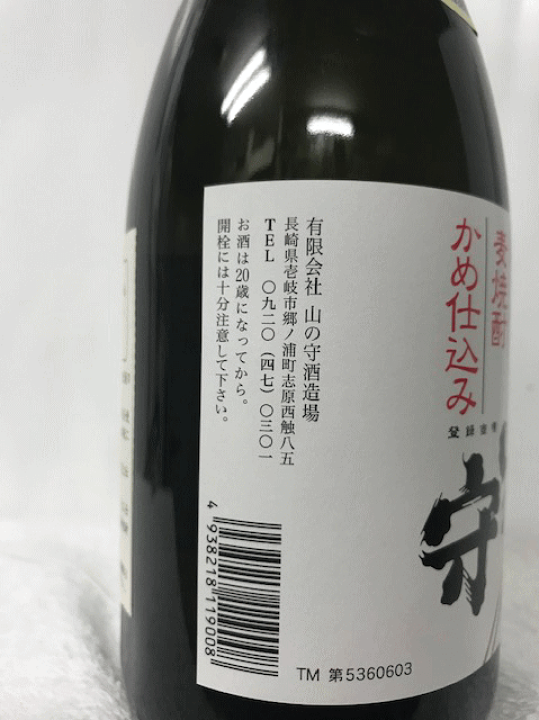 麦焼酎
かめ仕込み
登録商標
守
有限会社 山の守酒造場
長崎県壱岐市郷ノ浦町志原西触八五
TEL 〇九二〇(四七)〇三〇一
お酒は20歳になってから。
開栓には十分注意して下さい。
4 938218 119008
TM 第5360603